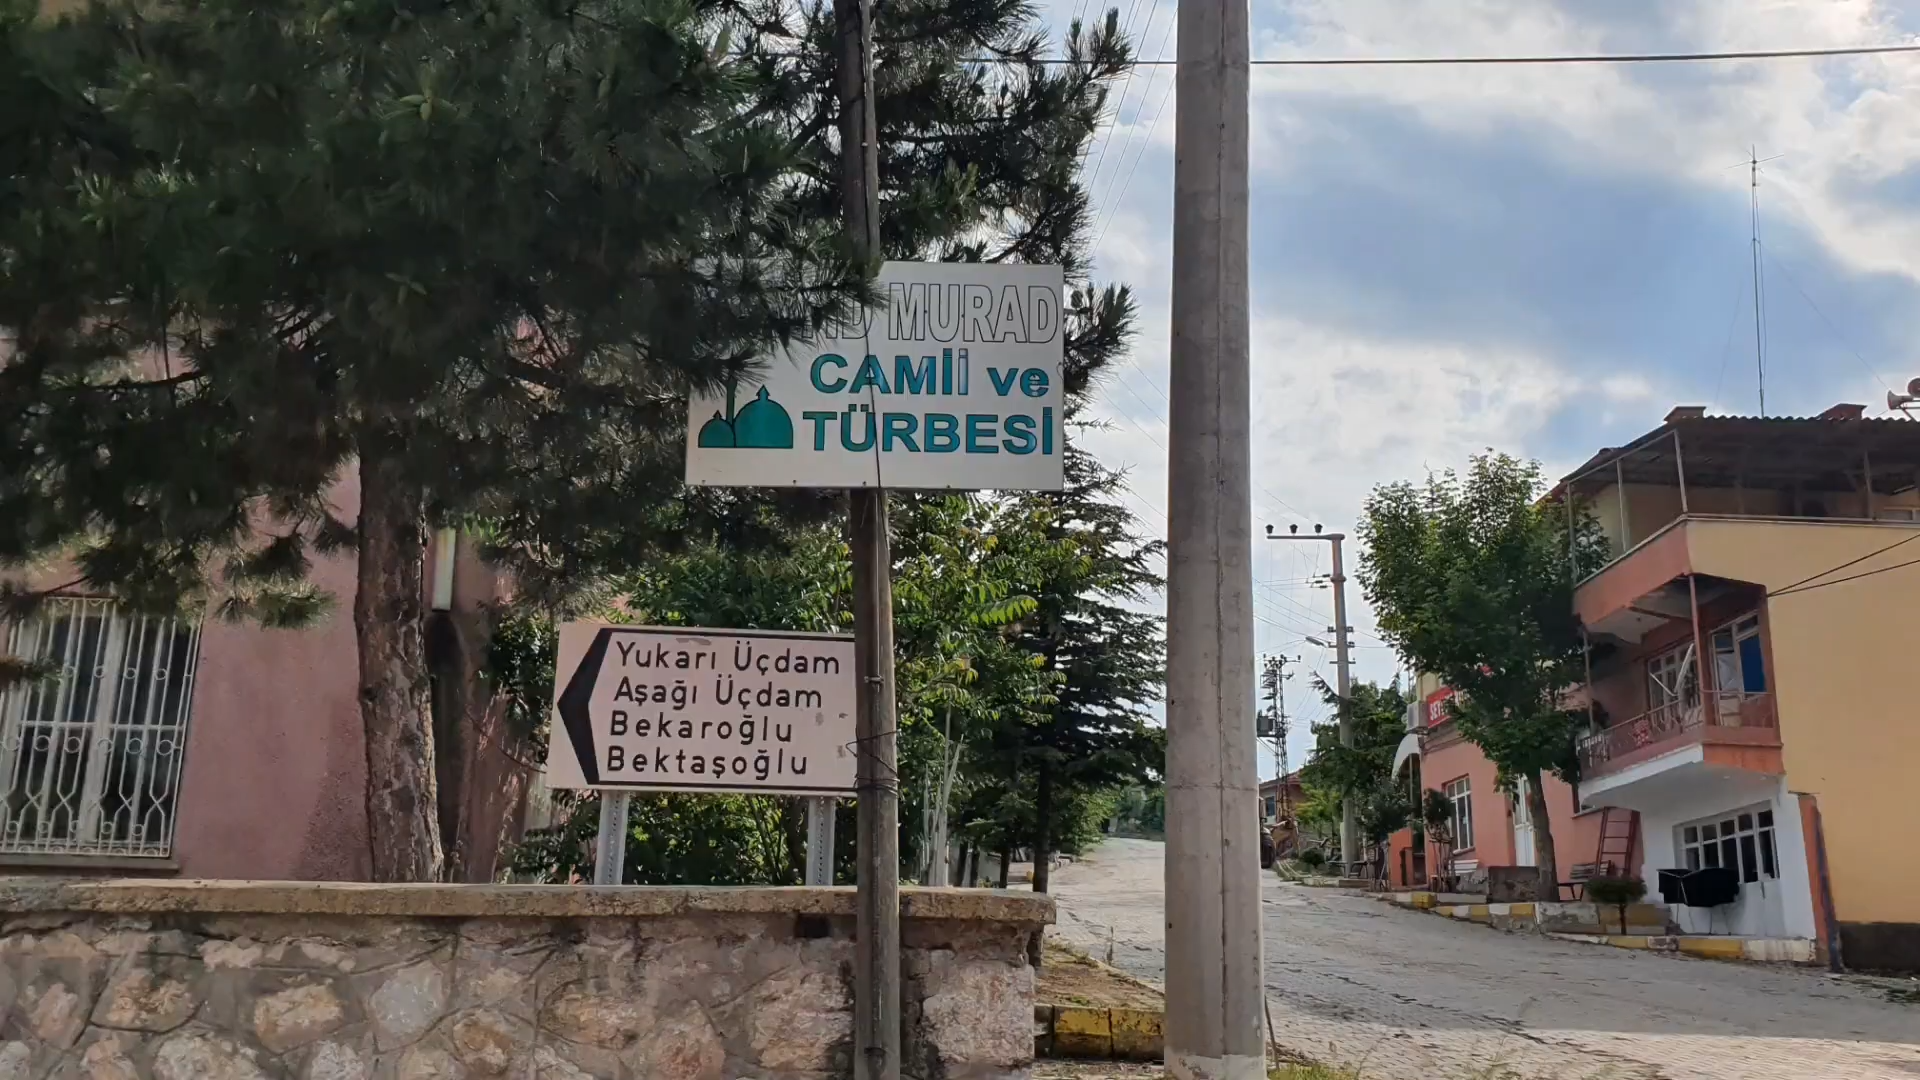 MURAD
CAMİİ ve
TÜRBESİ
Yukarı Üçdam
Aşağı Üçdam
Bekaroğlu
Bektaşoğlu